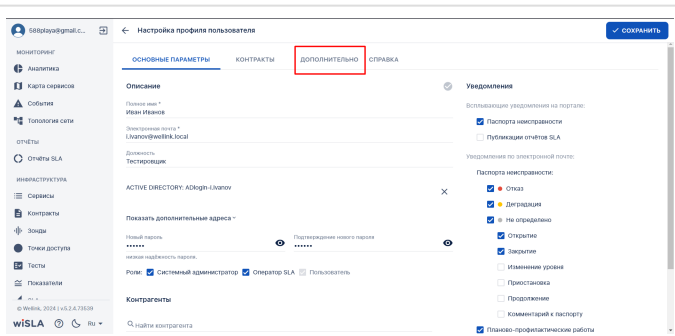 588playa@gmail.c...
Настройка профиля пользователя
СОХРАНИТЬ
МОНИТОРИНГ
Аналитика
Карта сервисов
События
Топология сети
ОТЧЁТЫ
Отчёты SLA
ИНФРАСТРУКТУРА
Сервисы
Контракты
Зонды
Точки доступа
Тесты
Показатели
© Wellink, 2024 | v.5.2.4.73539
wiSLA
Ru
ОСНОВНЫЕ ПАРАМЕТРЫ
КОНТРАКТЫ
ДОПОЛНИТЕЛЬНО
СПРАВКА
Описание
Полное имя *
Иван Иванов
Электронная почта *
i.ivanov@wellink.local
Должность
Тестировщик
ACTIVE DIRECTORY: ADlogin-i.ivanov
Показать дополнительные адреса
Новый пароль
••••••
Подтверждение нового пароля
••••••
низкая надёжность пароля.
Роли: Системный администратор Оператор SLA Пользователь
Контрагенты
Найти контрагента
Уведомления
Всплывающие уведомления на портале:
Паспорта неисправности
Публикации отчётов SLA
Уведомления по электронной почте:
Паспорта неисправности:
Отказ
Деградация
Не определено
Открытие
Закрытие
Изменение уровня
Приостановка
Продолжение
Комментарий к паспорту
Планово-профилактические работы